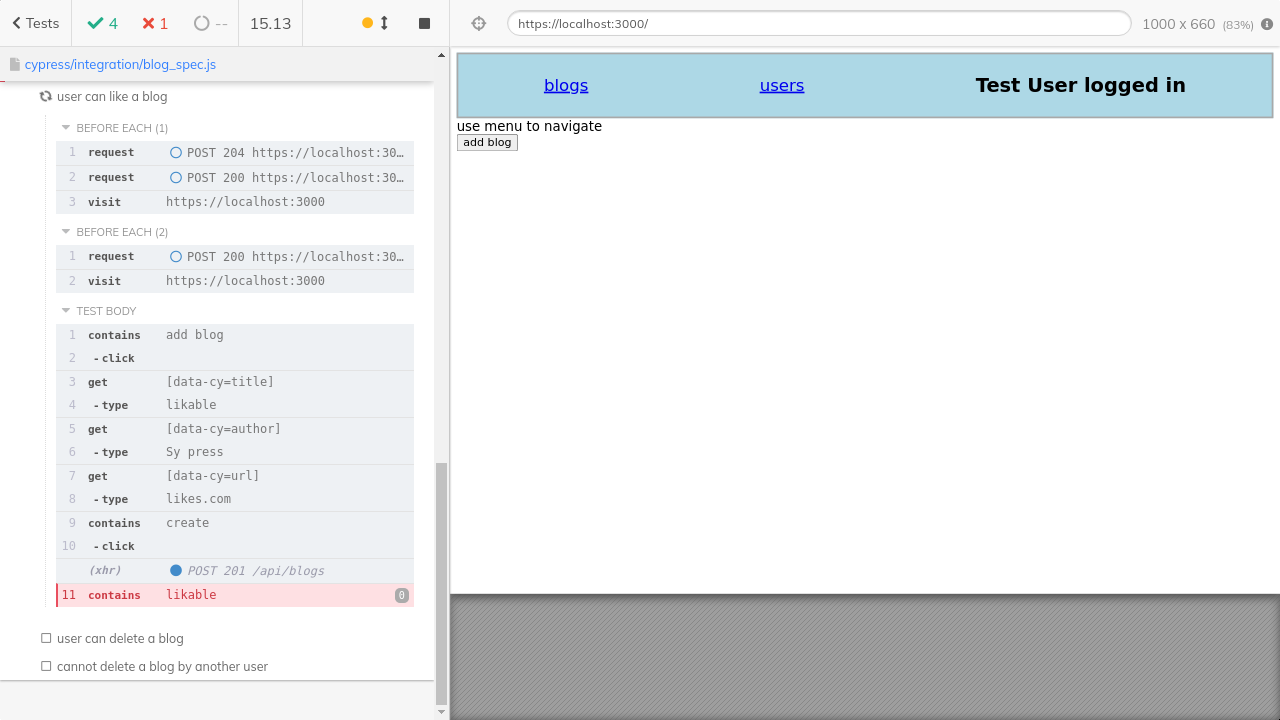 Tests 4 1 -- 15.13
cypress/integration/blog_spec.js
user can like a blog
BEFORE EACH (1)
1 request POST 204 https://localhost:30…
2 request POST 200 https://localhost:30…
3 visit https://localhost:3000
BEFORE EACH (2)
1 request POST 200 https://localhost:30…
2 visit https://localhost:3000
TEST BODY
1 contains add blog
2 -click
3 get [data-cy=title]
4 -type likable
5 get [data-cy=author]
6 -type Sy press
7 get [data-cy=url]
8 -type likes.com
9 contains create
10 -click
(xhr) POST 201 /api/blogs
11 contains likable 0
user can delete a blog
cannot delete a blog by another user
https://localhost:3000/ 1000 x 660 (83%)
blogs users Test User logged in
use menu to navigate
add blog